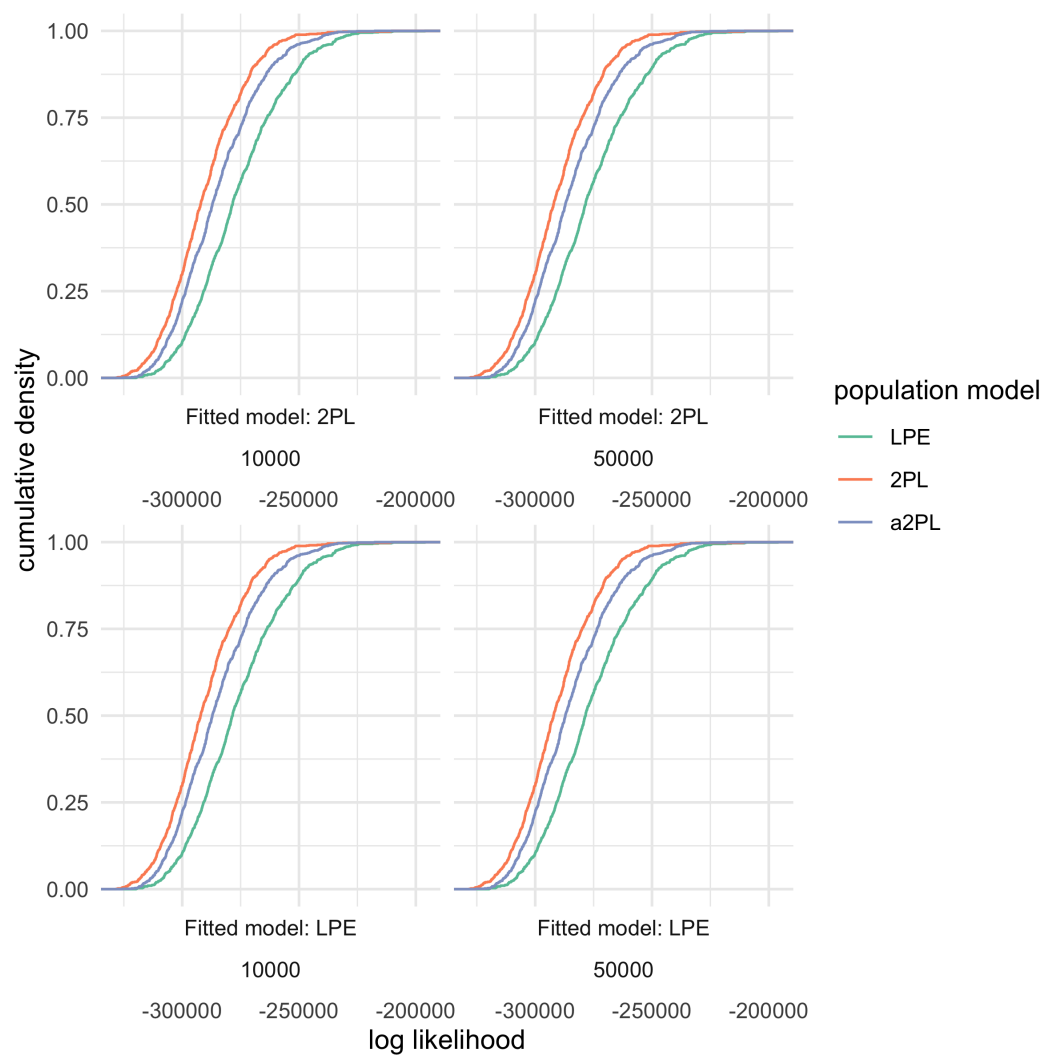 1.00
0.75
0.50
0.25
0.00
Fitted model: 2PL Fitted model: 2PL
10000 50000
-300000 -250000 -200000 -300000 -250000 -200000
1.00
0.75
0.50
0.25
0.00
Fitted model: LPE Fitted model: LPE
10000 50000
-300000 -250000 -200000 -300000 -250000 -200000
log likelihood
cumulative density
population model
LPE
2PL
a2PL